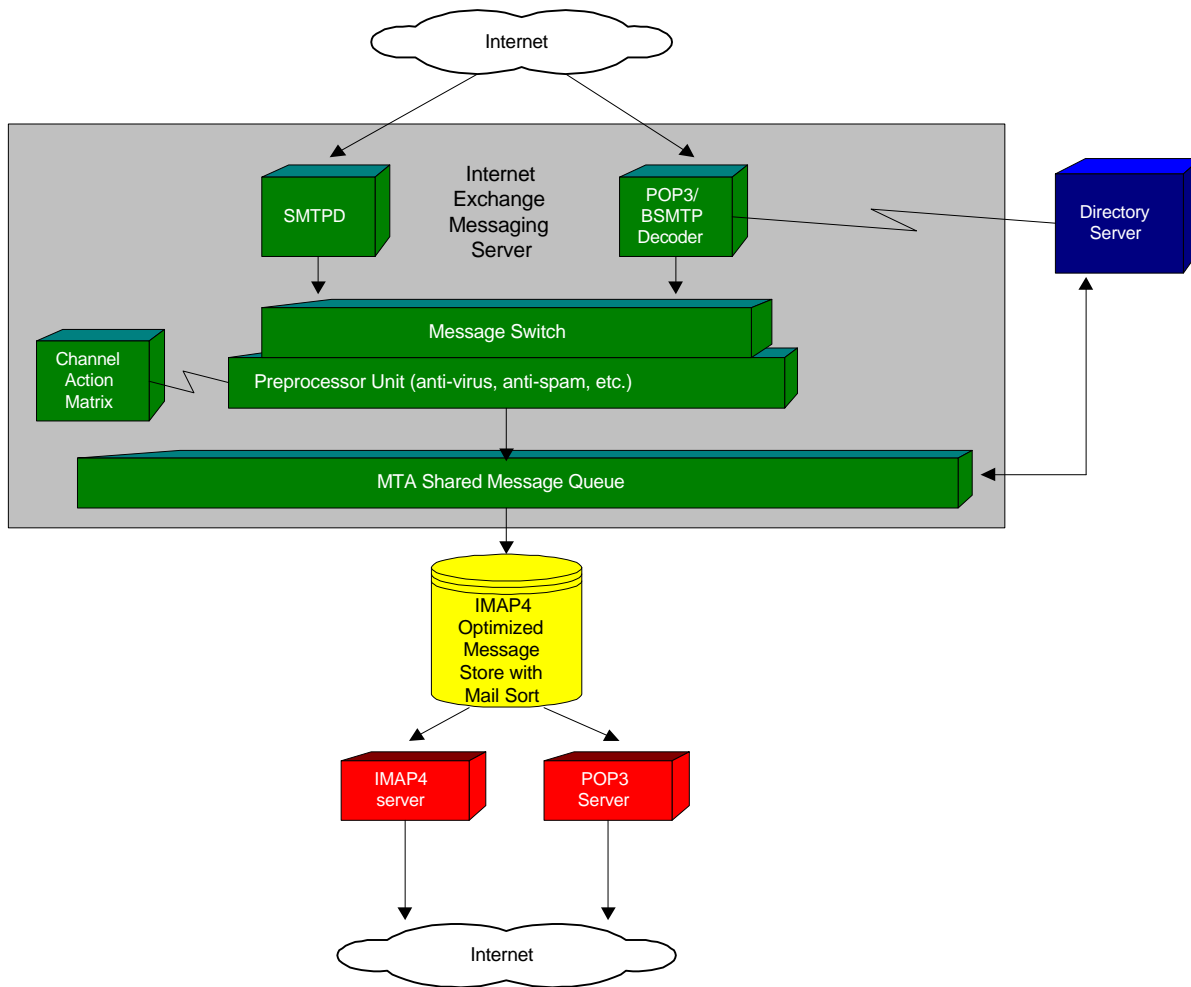 Internet
SMTPD
Internet
Exchange
Messaging
Server
POP3/
BSMTP
Decoder
Directory
Server
Message Switch
Channel
Action
Matrix
Preprocessor Unit (anti-virus, anti-spam, etc.)
MTA Shared Message Queue
IMAP4
Optimized
Message
Store with
Mail Sort
IMAP4
server
POP3
Server
Internet